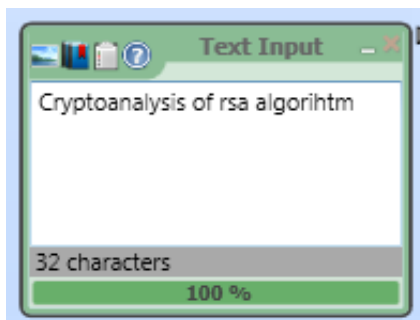 Text Input
Cryptoanalysis of rsa algorihtm
32 characters
100 %